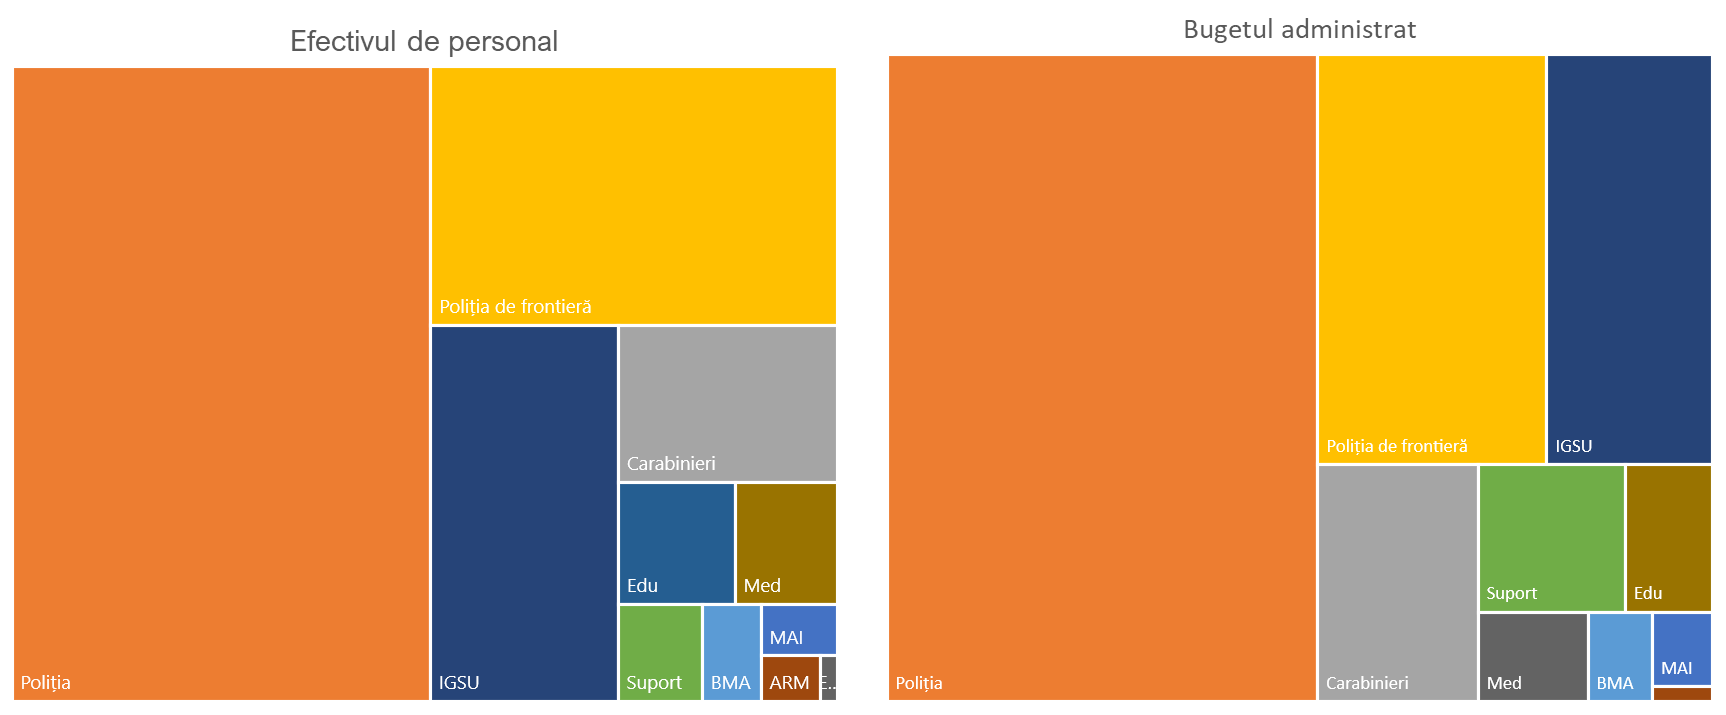 Efectivul de personal
Poliția
Poliția de frontieră
IGSU
Carabinieri
Edu
Med
Suport
BMA
MAI
ARM
E...
Bugetul administrat
Poliția
Poliția de frontieră
IGSU
Carabinieri
Suport
Edu
Med
BMA
MAI